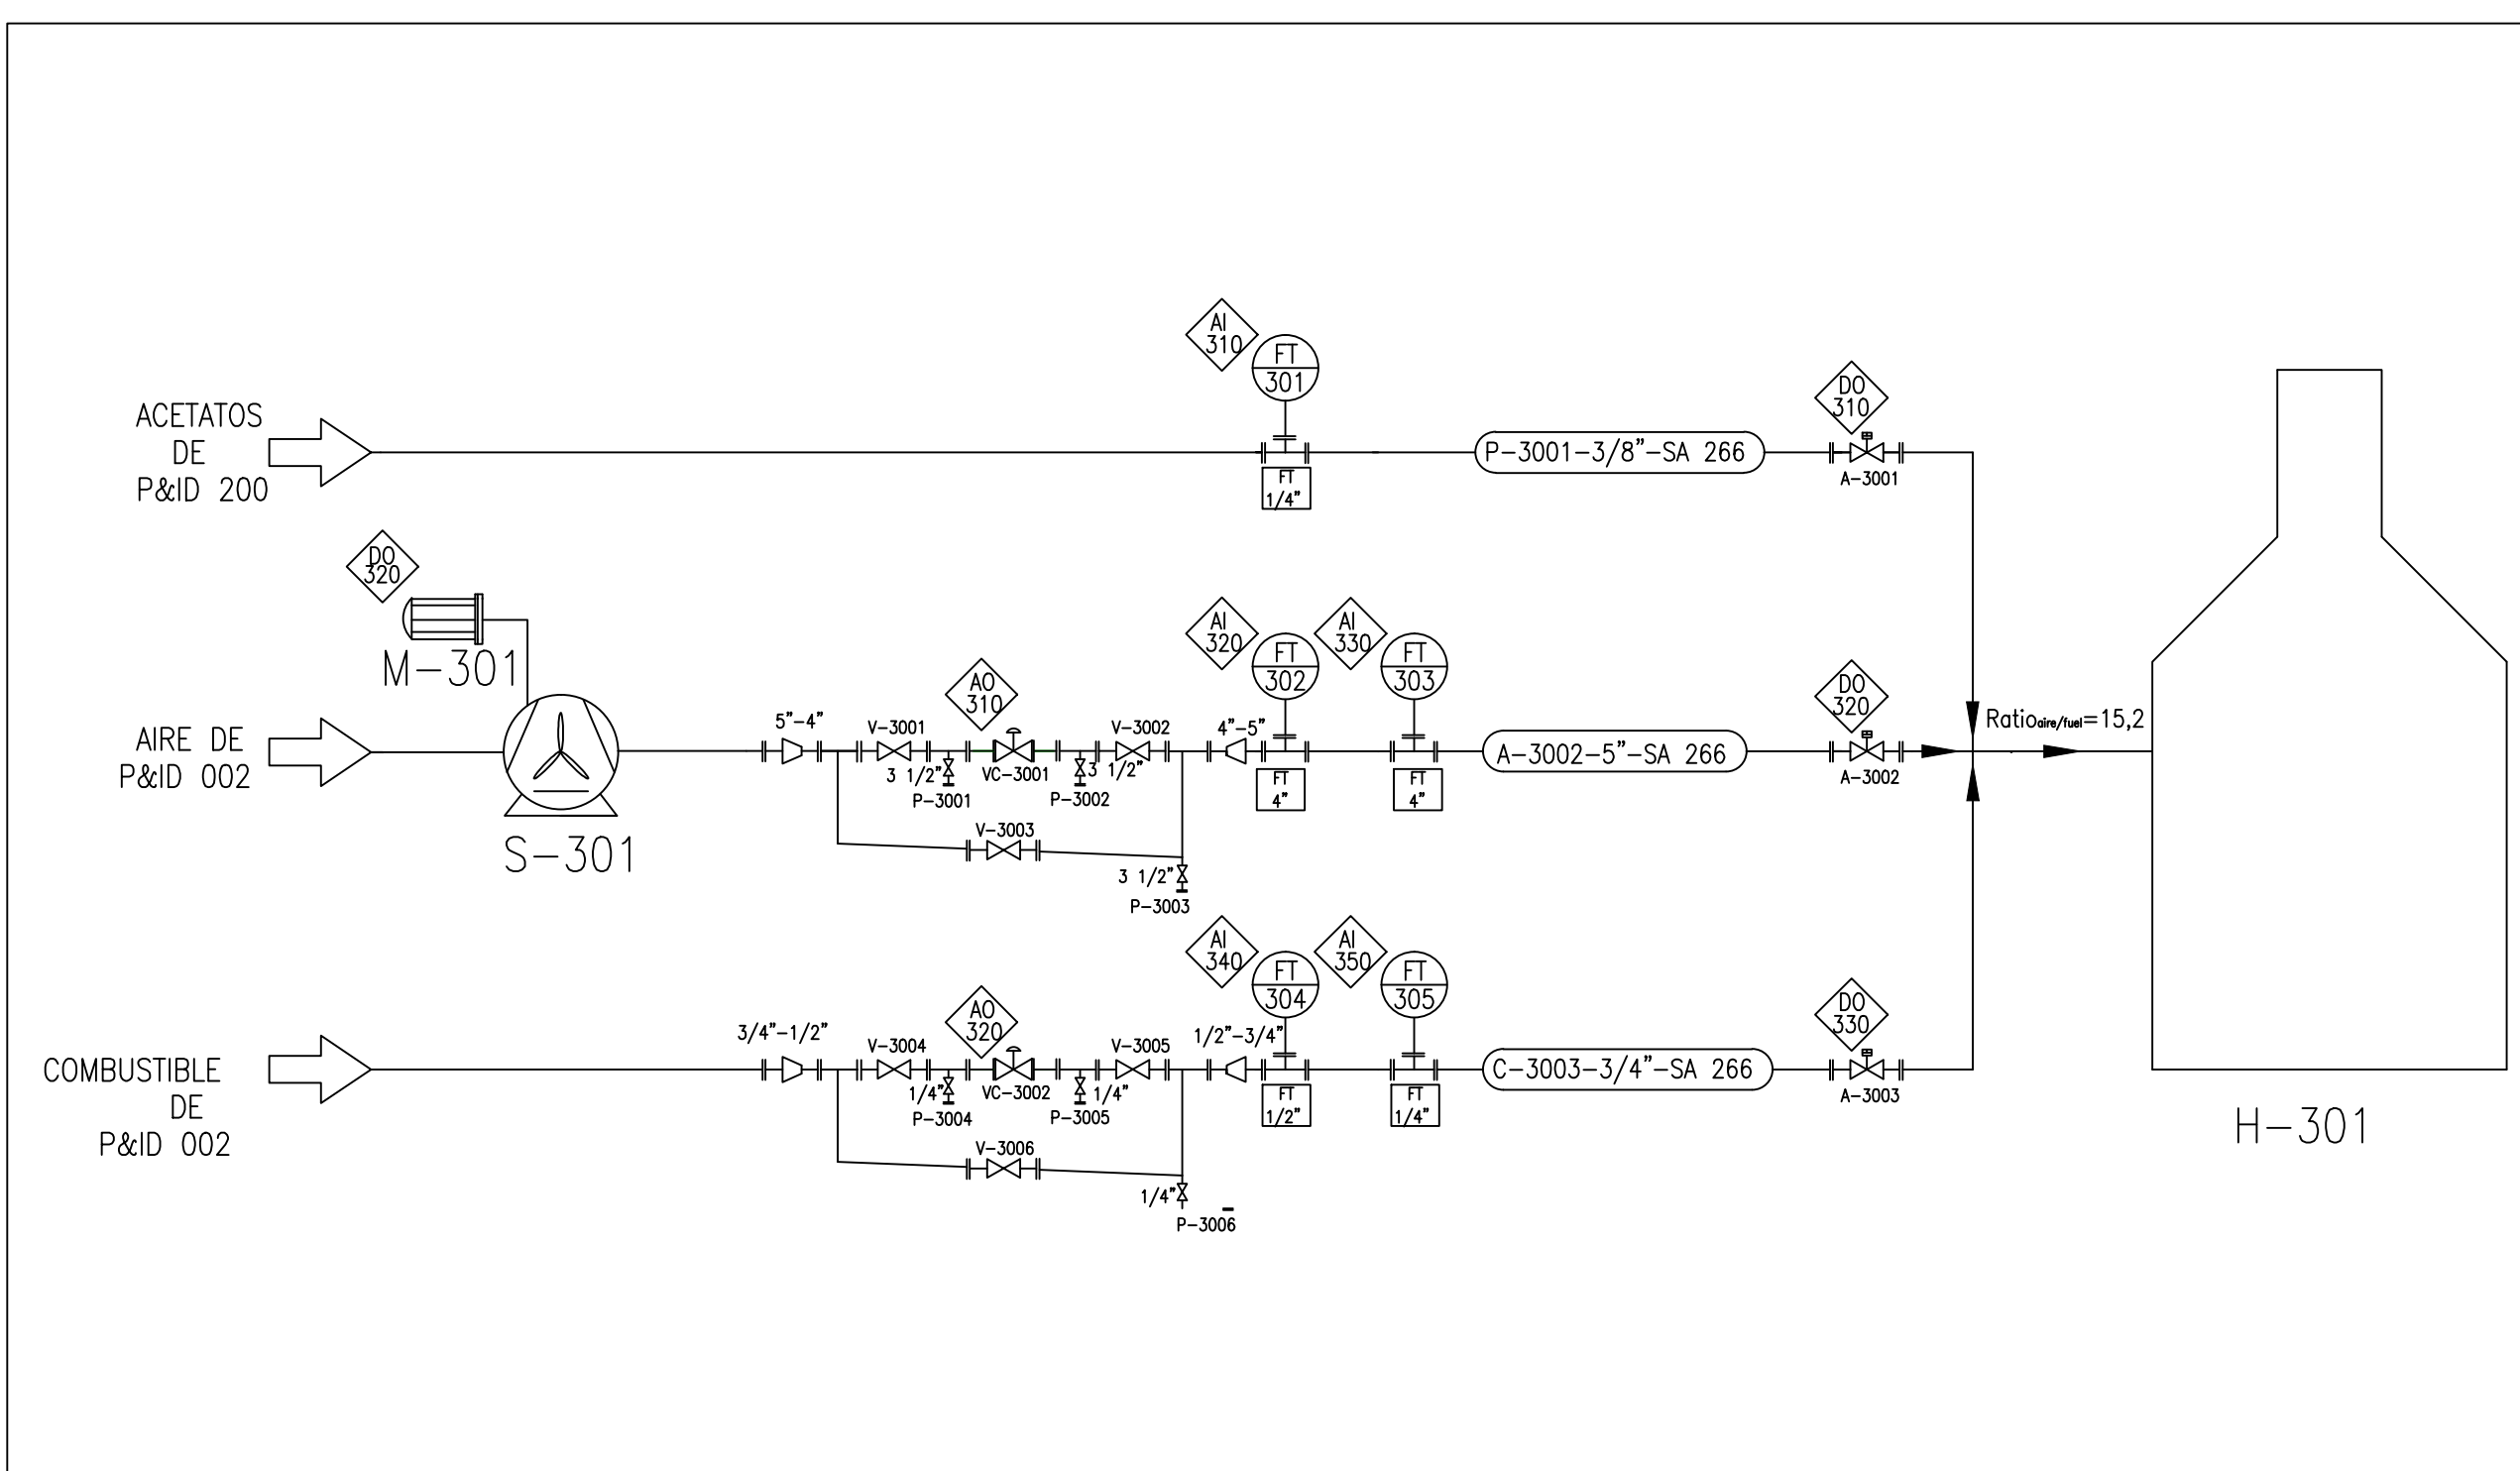 AI
310
FT
301
DO
310
ACETATOS
DE
P&ID 200
P-3001-3/8"-SA 266
FT
1/4"
A-3001
DO
320
M-301
AI
320
FT
302
AI
330
FT
303
AO
310
DO
320
5"-4"
V-3001
V-3002
4"-5"
Ratio aire/fuel=15,2
AIRE DE
P&ID 002
A-3002-5"-SA 266
3 1/2"
VC-3001
3 1/2"
FT
4"
FT
4"
A-3002
P-3001
P-3002
V-3003
S-301
3 1/2"
P-3003
AI
340
FT
304
AI
350
FT
305
AO
320
DO
330
3/4"-1/2"
V-3004
V-3005
1/2"-3/4"
COMBUSTIBLE
DE
P&ID 002
C-3003-3/4"-SA 266
1/4"
VC-3002
1/4"
FT
1/2"
FT
1/4"
A-3003
P-3004
P-3005
H-301
V-3006
1/4"
P-3006